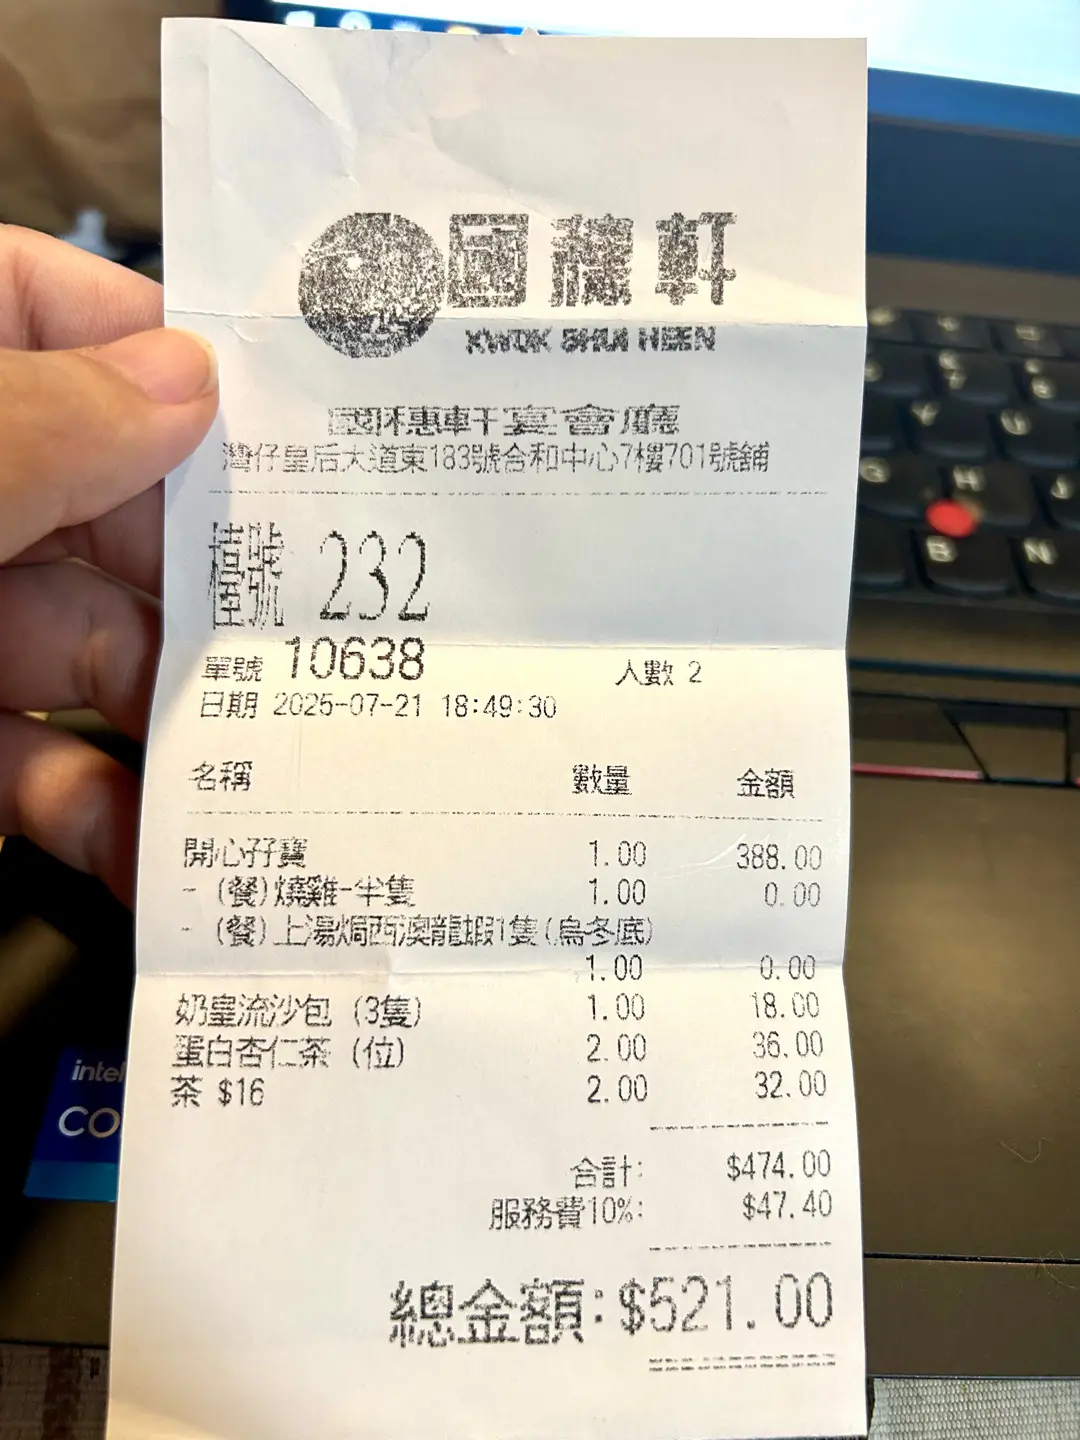 國穗軒
KWOK SHUI HEEN
國穗軒宴會廳
灣仔皇后大道東183號合和中心7樓701號舖
檯號 232
單號 10638 人數 2
日期 2025-07-21 18:49:30
名稱 數量 金額
開心孖寶 1.00 388.00
- (餐)燒雞-半隻 1.00 0.00
- (餐)上湯焗西澳龍蝦1隻(烏冬底)
1.00 0.00
奶皇流沙包 (3隻) 1.00 18.00
蛋白杏仁茶 (位) 2.00 36.00
茶 $16 2.00 32.00
合計: $474.00
服務費10%: $47.40
總金額: $521.00
intel
CO
Y
U
G
H
J
B
N